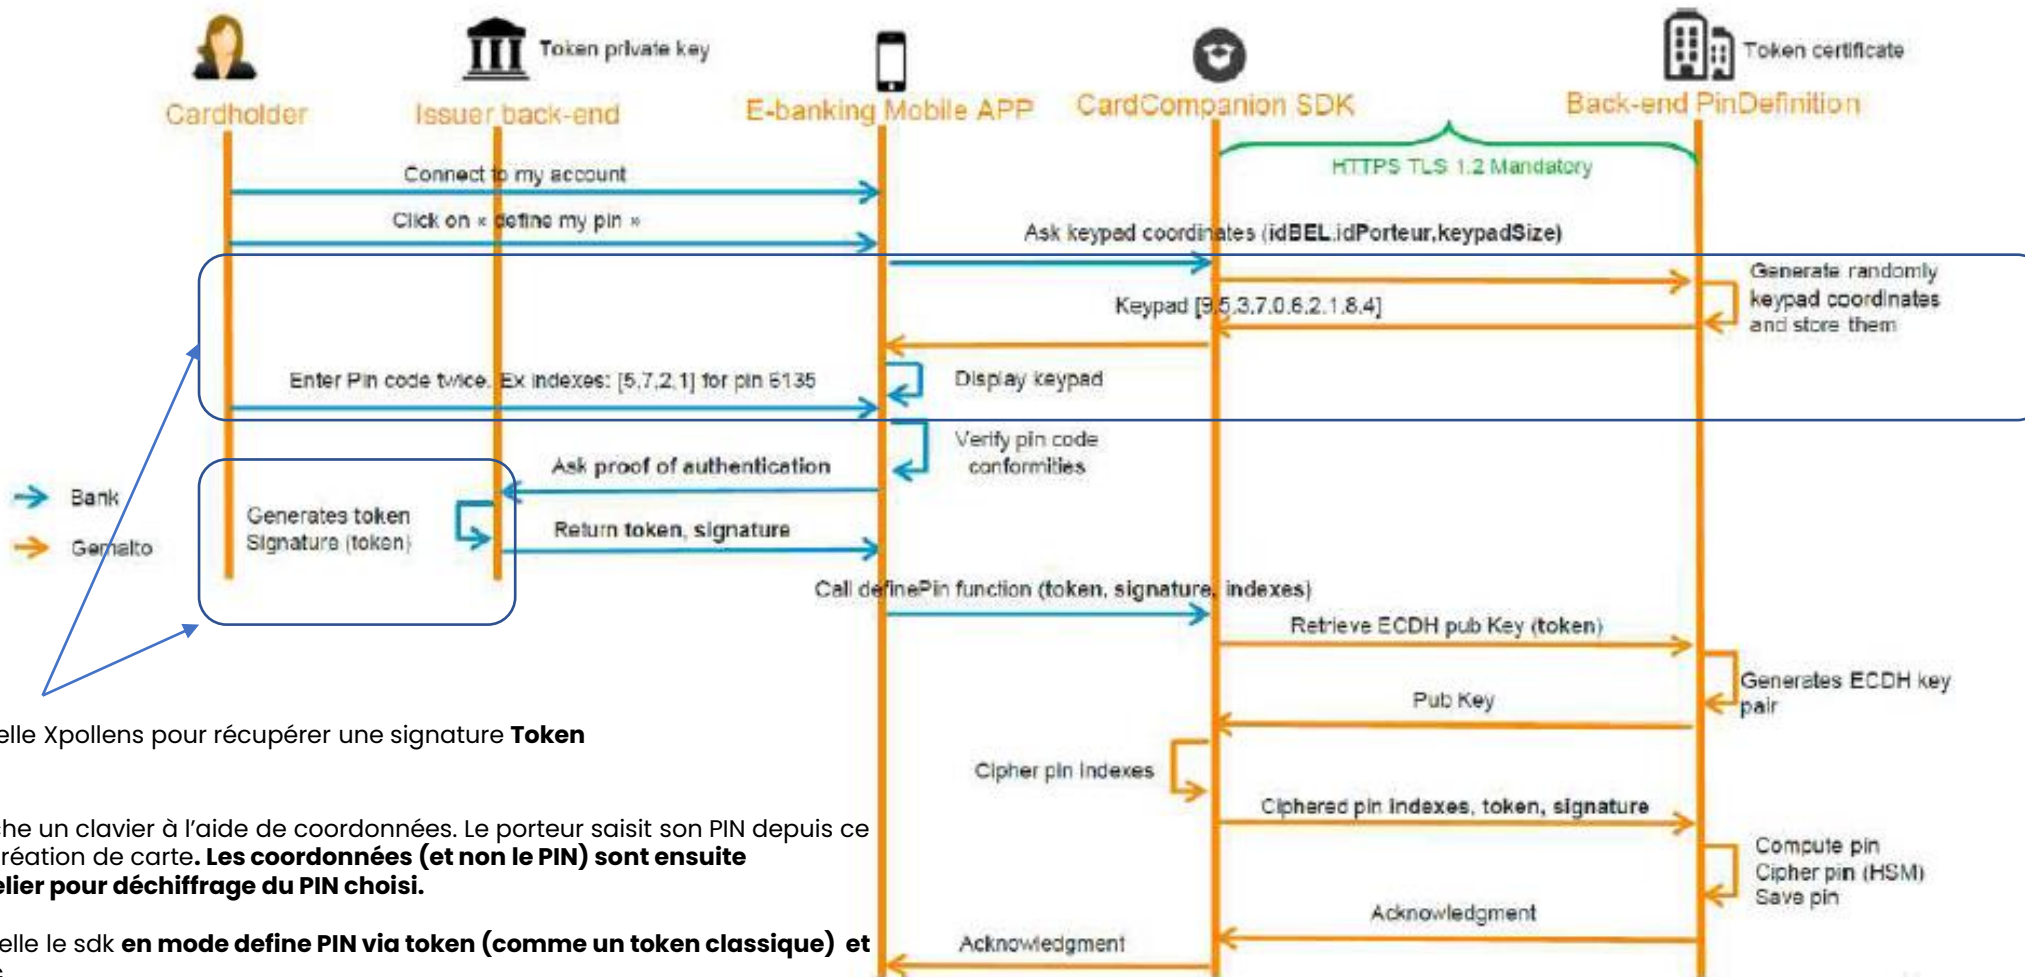 Token private key
Token certificate
Cardholder
Issuer back-end
E-banking Mobile APP
CardCompanion SDK
Back-end PinDefinition
HTTPS TLS 1.2 Mandatory
Connect to my account
Click on « define my pin »
Ask keypad coordinates (idBEL.idPorteur,keypadSize)
Generate randomly
keypad coordinates
and store them
Keypad [9,5,3,7,0,6,2,1,8,4]
Enter Pin code twice. Ex indexes: [5,7,2,1] for pin 6135
Display keypad
Verify pin code
conformities
Ask proof of authentication
Bank
Gemalto
Generates token
Signature (token)
Return token, signature
Call definePin function (token, signature, indexes)
Retrieve ECDH pub Key (token)
Generates ECDH key
pair
Pub Key
elle Xpollens pour récupérer une signature Token
Cipher pin indexes
Ciphered pin indexes, token, signature
che un clavier à l’aide de coordonnées. Le porteur saisit son PIN depuis ce
réation de carte. Les coordonnées (et non le PIN) sont ensuite
elier pour déchiffrage du PIN choisi.
Compute pin
Cipher pin (HSM)
Save pin
Acknowledgment
Acknowledgment
elle le sdk en mode define PIN via token (comme un token classique) et